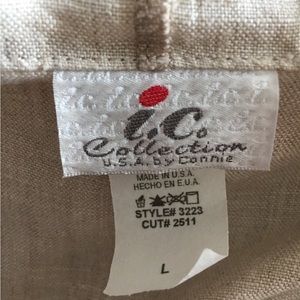 i.C.
Collection
U.S.A. by Connie
MADE IN U.S.A.
HECHO EN E.U.A.
STYLE# 3223
CUT# 2511
L